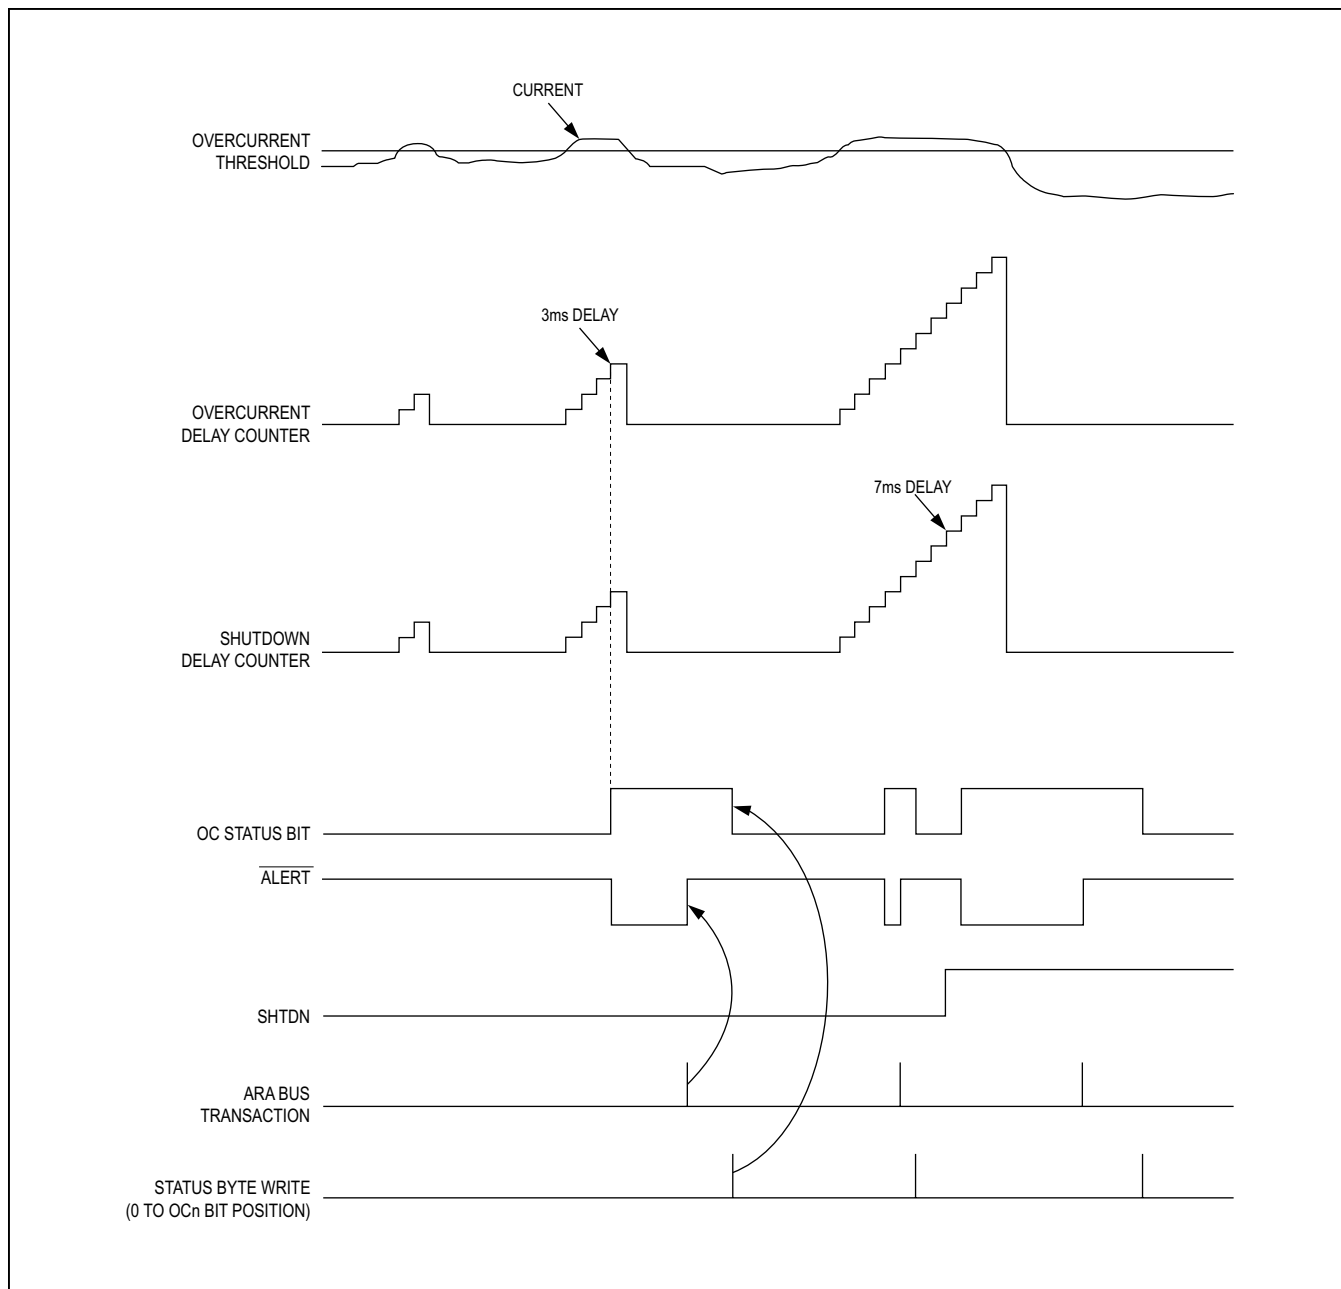 CURRENT
OVERCURRENT
THRESHOLD
3ms DELAY
OVERCURRENT
DELAY COUNTER
7ms DELAY
SHUTDOWN
DELAY COUNTER
OC STATUS BIT
ALERT
SHTDN
ARA BUS
TRANSACTION
STATUS BYTE WRITE
(0 TO OCn BIT POSITION)